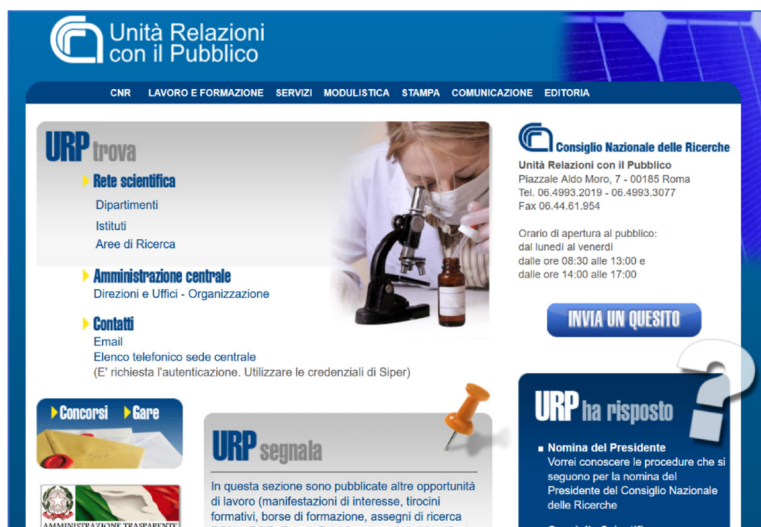 Unità Relazioni
con il Pubblico
CNR LAVORO E FORMAZIONE SERVIZI MODULISTICA STAMPA COMUNICAZIONE EDITORIA
URP trova
Rete scientifica
Dipartimenti
Istituti
Aree di Ricerca
Amministrazione centrale
Direzioni e Uffici - Organizzazione
Contatti
Email
Elenco telefonico sede centrale
(E' richiesta l'autenticazione. Utilizzare le credenziali di Siper)
Consiglio Nazionale delle Ricerche
Unità Relazioni con il Pubblico
Piazzale Aldo Moro, 7 - 00185 Roma
Tel. 06.4993.2019 - 06.4993.3077
Fax 06.44.61.954
Orario di apertura al pubblico:
dal lunedì al venerdì
dalle ore 08:30 alle 13:00 e
dalle ore 14:00 alle 17:00
INVIA UN QUESITO
?
Concorsi Gare
AMMINISTRAZIONE TRASPARENTE
URP segnala
In questa sezione sono pubblicate altre opportunità
di lavoro (manifestazioni di interesse, tirocini
formativi, borse di formazione, assegni di ricerca
URP ha risposto
Nomina del Presidente
Vorrei conoscere le procedure che si
seguono per la nomina del
Presidente del Consiglio Nazionale
delle Ricerche